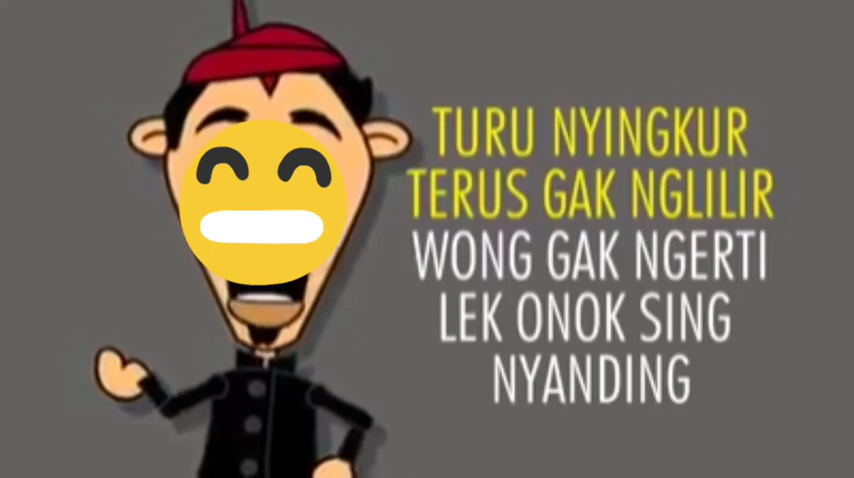 TURU NYINGKUR
TERUS GAK NGLILIR
WONG GAK NGERTI
LEK ONOK SING
NYANDING